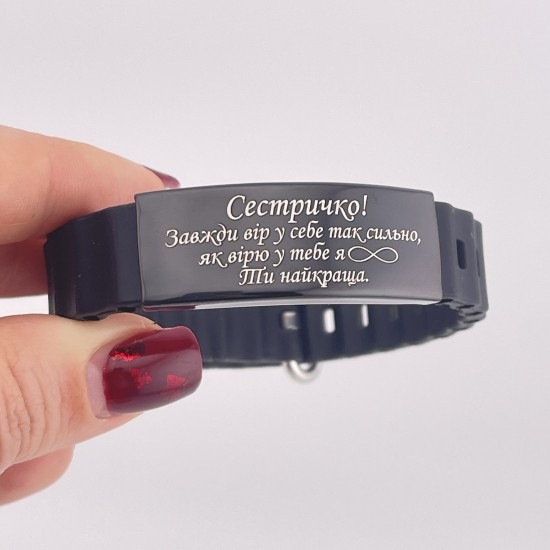 Сестричко!
Завжди вір у себе так сильно,
як вірю у тебе я
Ти найкраща.